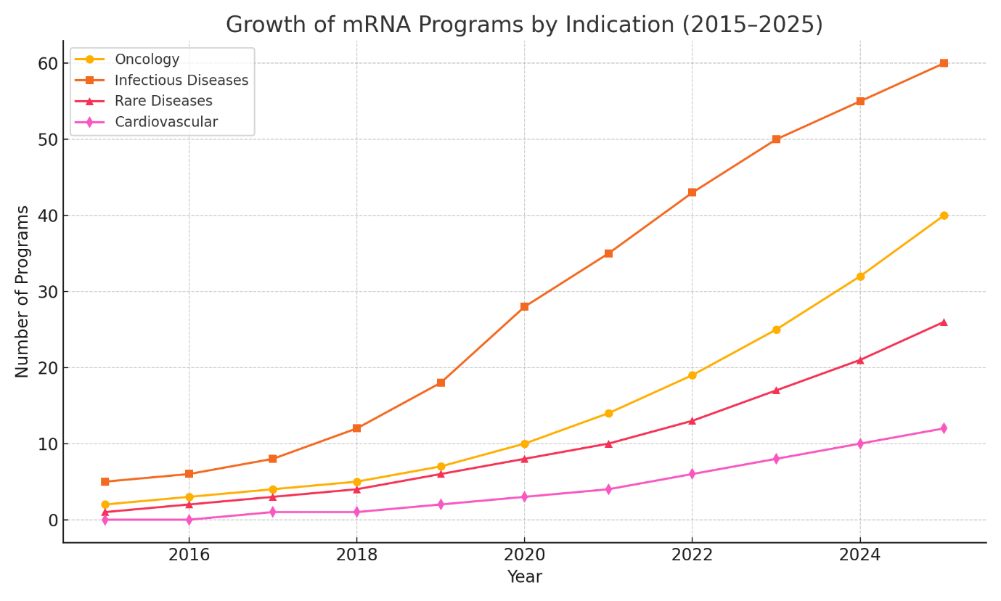 Growth of mRNA Programs by Indication (2015–2025)
Oncology
Infectious Diseases
Rare Diseases
Cardiovascular
Number of Programs
60
50
40
30
20
10
0
2016
2018
2020
2022
2024
Year